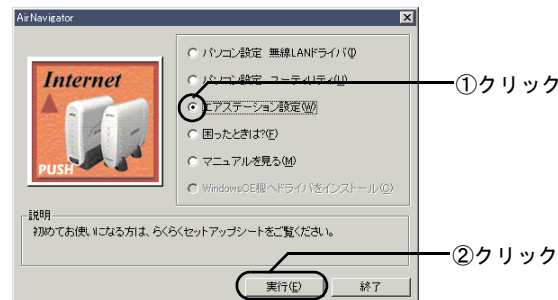 AirNavigator
パソコン設定 無線LANドライバ(I)
パソコン設定 ユーティリティ(U)
エアステーション設定(W)
困ったときは?(F)
マニュアルを見る(M)
WindowsCE機へドライバをインストール(C)
Internet
PUSH
①クリック
説明
初めてお使いになる方は、らくらくセットアップシートをご覧ください。
②クリック
実行(E)
終了